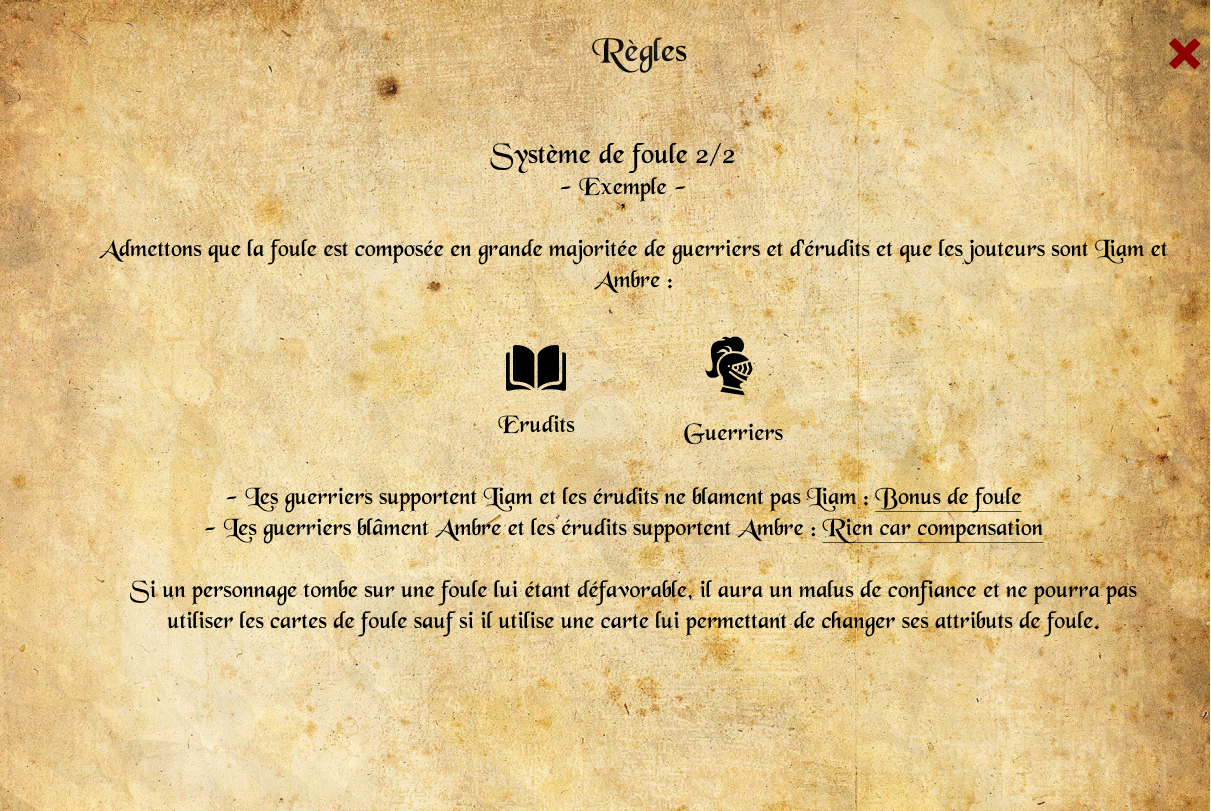 Règles
Système de foule 2/2
- Exemple -
Admettons que la foule est composée en grande majoritée de guerriers et d'érudits et que les jouteurs sont Liam et
Ambre :
Erudits
Guerriers
- Les guerriers supportent Liam et les érudits ne blament pas Liam : Bonus de foule
- Les guerriers blâment Ambre et les érudits supportent Ambre : Rien car compensation
Si un personnage tombe sur une foule lui étant défavorable, il aura un malus de confiance et ne pourra pas
utiliser les cartes de foule sauf si il utilise une carte lui permettant de changer ses attributs de foule.